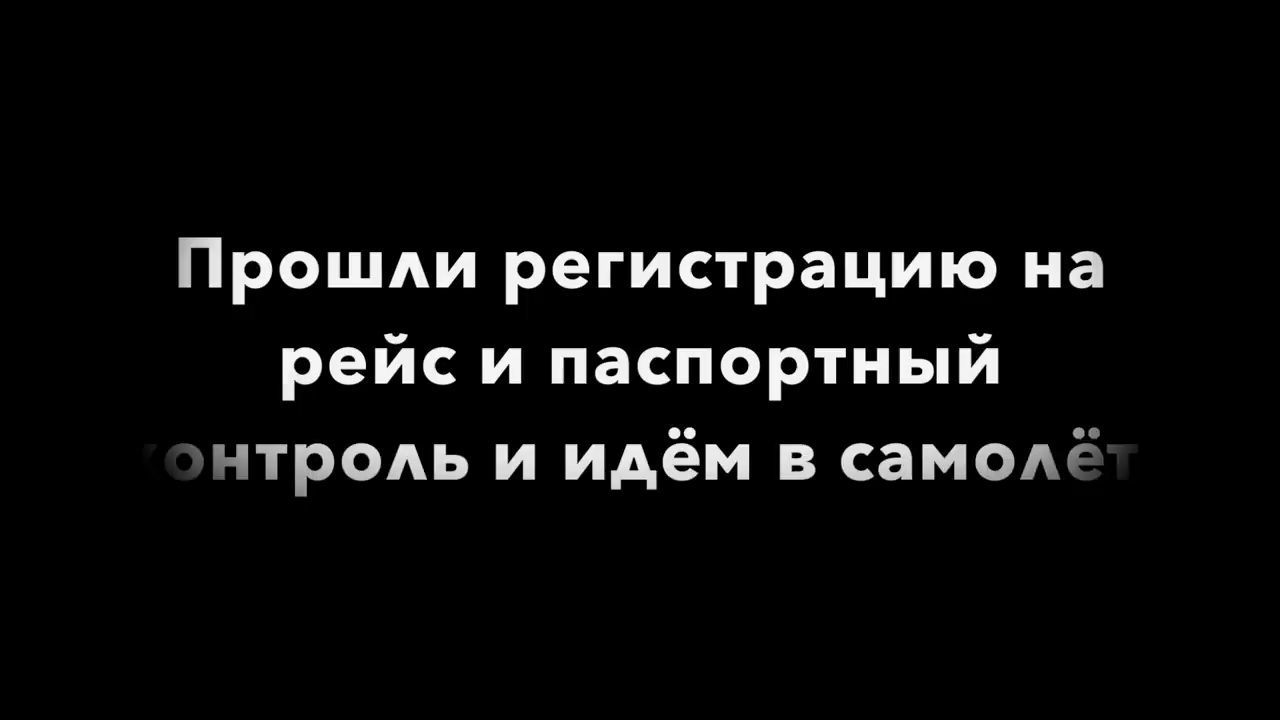 Прошли регистрацию на
рейс и паспортный
контроль и идём в самолёт